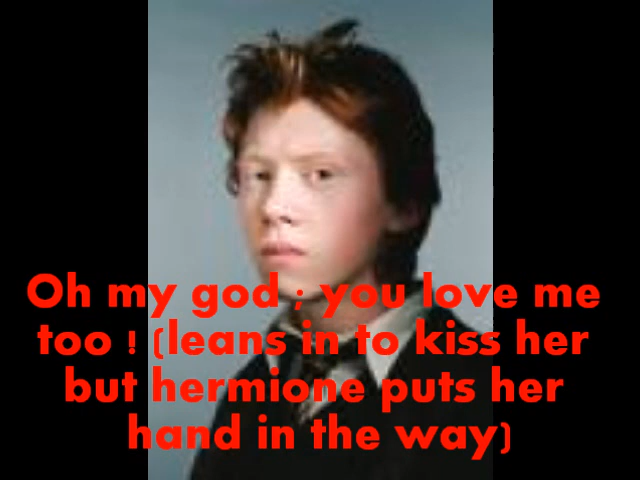 Oh my god ; you love me
too ! (leans in to kiss her
but hermione puts her
hand in the way)